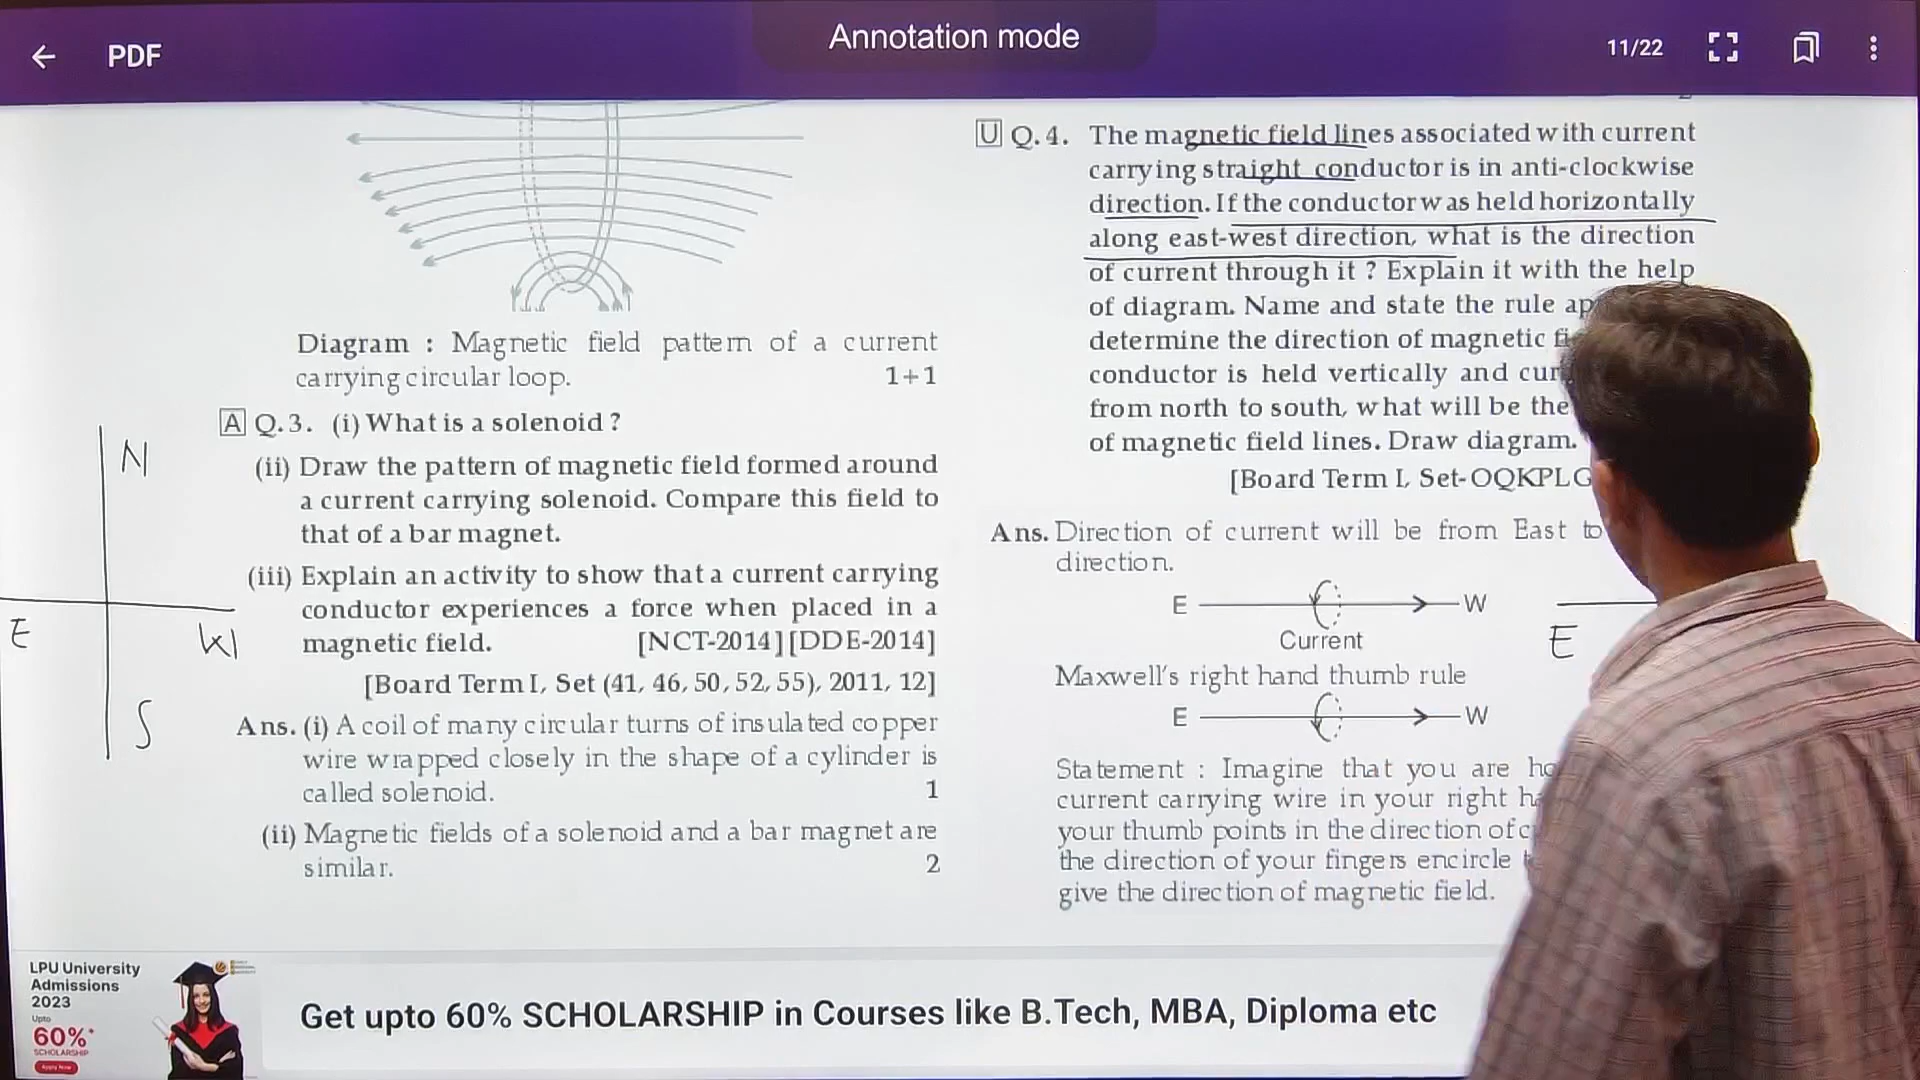 Annotation mode
PDF
11/22
Diagram : Magnetic field pattern of a current
carrying circular loop. 1+1
A Q.3. (i) What is a solenoid ?
(ii) Draw the pattern of magnetic field formed around
a current carrying solenoid. Compare this field to
that of a bar magnet.
(iii) Explain an activity to show that a current carrying
conductor experiences a force when placed in a
magnetic field. [NCT-2014] [DDE-2014]
[Board Term I, Set (41, 46, 50, 52, 55), 2011, 12]
Ans. (i) A coil of many circular turns of insulated copper
wire wrapped closely in the shape of a cylinder is
called solenoid. 1
(ii) Magnetic fields of a solenoid and a bar magnet are
similar. 2
N
E
W
S
U Q.4. The magnetic field lines associated with current
carrying straight conductor is in anti-clockwise
direction. If the conductor was held horizontally
along east-west direction, what is the direction
of current through it ? Explain it with the help
of diagram. Name and state the rule
determine the direction of magnetic
conductor is held vertically and
from north to south, what will be the
of magnetic field lines. Draw diagram.
[Board Term I, Set-OQKPLG
Ans. Direction of current will be from East to
direction.
E W
Current
E
Maxwell's right hand thumb rule
E W
Statement : Imagine that you are
current carrying wire in your right
your thumb points in the direction of
the direction of your fingers encircle
give the direction of magnetic field.
LPU University
Admissions
2023
Upto
60%*
SCHOLARSHIP
Apply Now
Get upto 60% SCHOLARSHIP in Courses like B.Tech, MBA, Diploma etc